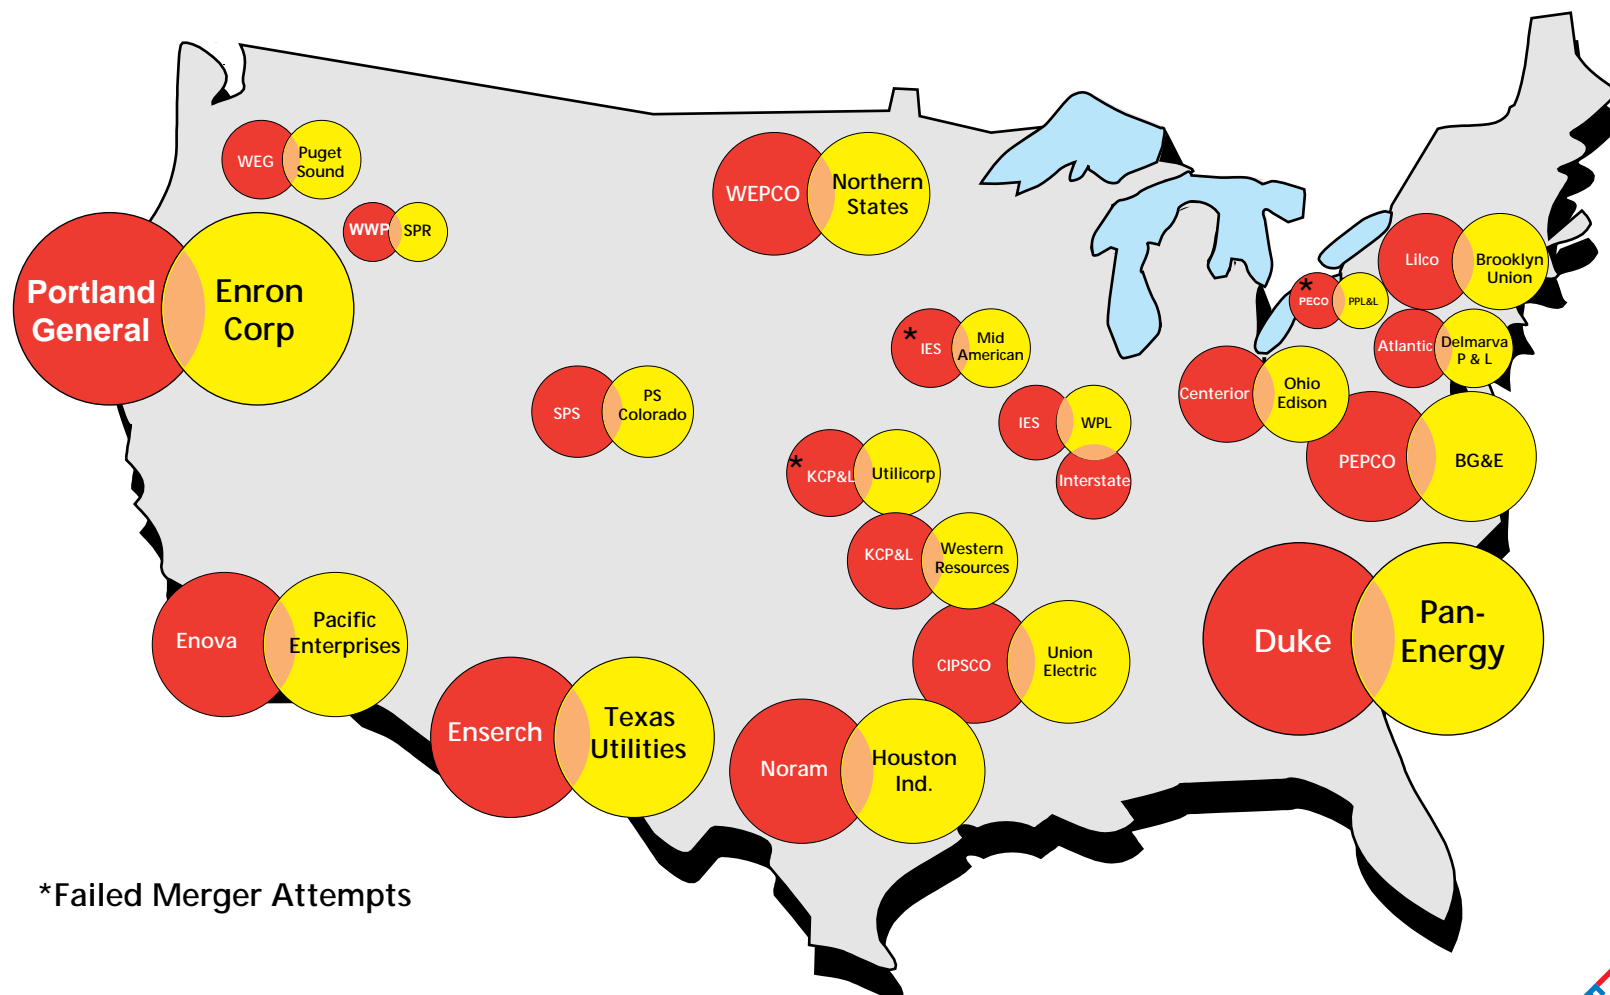 WEG
Puget
Sound
WWP
SPR
Portland
General
Enron
Corp
WEPCO
Northern
States
Lilco
Brooklyn
Union
*
PECO
PPL&L
*
IES
Mid
American
Atlantic
Delmarva
P & L
SPS
PS
Colorado
IES
WPL
Interstate
Centerior
Ohio
Edison
PEPCO
BG&E
*
KCP&L
Utilicorp
KCP&L
Western
Resources
Enova
Pacific
Enterprises
CIPSCO
Union
Electric
Duke
Pan-
Energy
Enserch
Texas
Utilities
Noram
Houston
Ind.
*Failed Merger Attempts